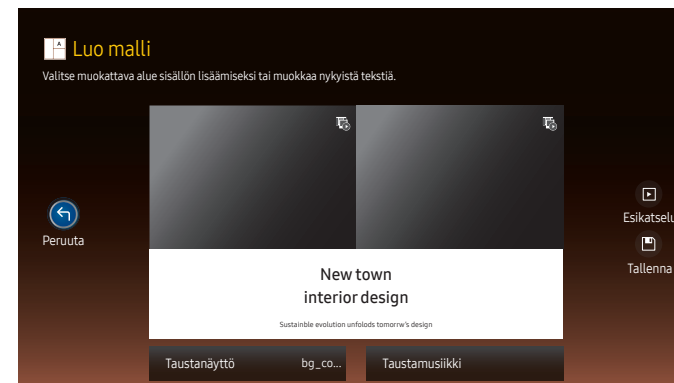 A
Luo malli
Valitse muokattava alue sisällön lisäämiseksi tai muokkaa nykyistä tekstiä.
Peruuta
Esikatselu
Tallenna
New town
interior design
Sustainble evolution unfolods tomorrw's design
Taustanäyttö bg_co...
Taustamusiikki